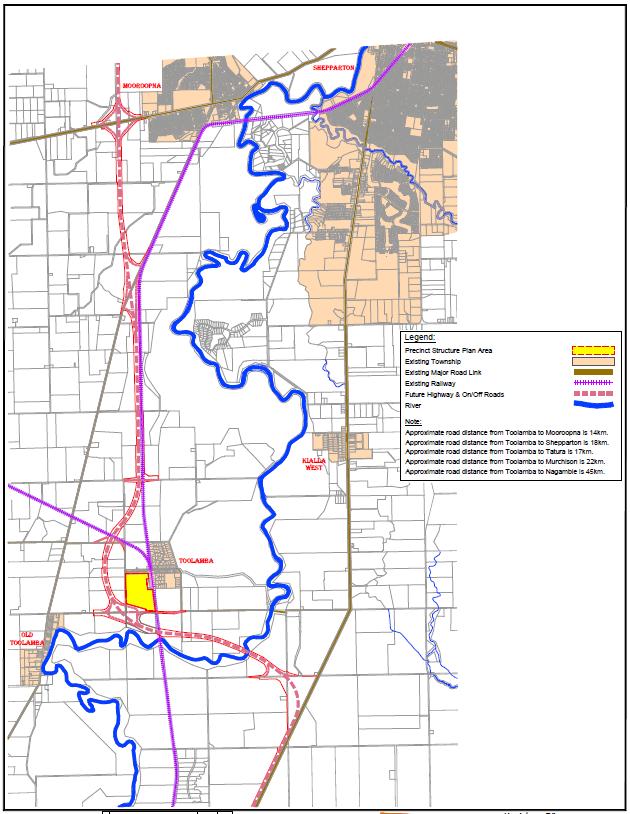 SHEPPARTON
MOOROOPNA
Legend:
Precinct Structure Plan Area
Existing Township
Existing Major Road Link
Existing Railway
Future Highway & On/Off Roads
River
Note:
Approximate road distance from Toolamba to Mooroopna is 14km.
Approximate road distance from Toolamba to Shepparton is 18km.
Approximate road distance from Toolamba to Tatura is 17km.
Approximate road distance from Toolamba to Murchison is 22km.
Approximate road distance from Toolamba to Nagambie is 45km.
KIALLA
WEST
TOOLAMBA
OLD
TOOLAMBA